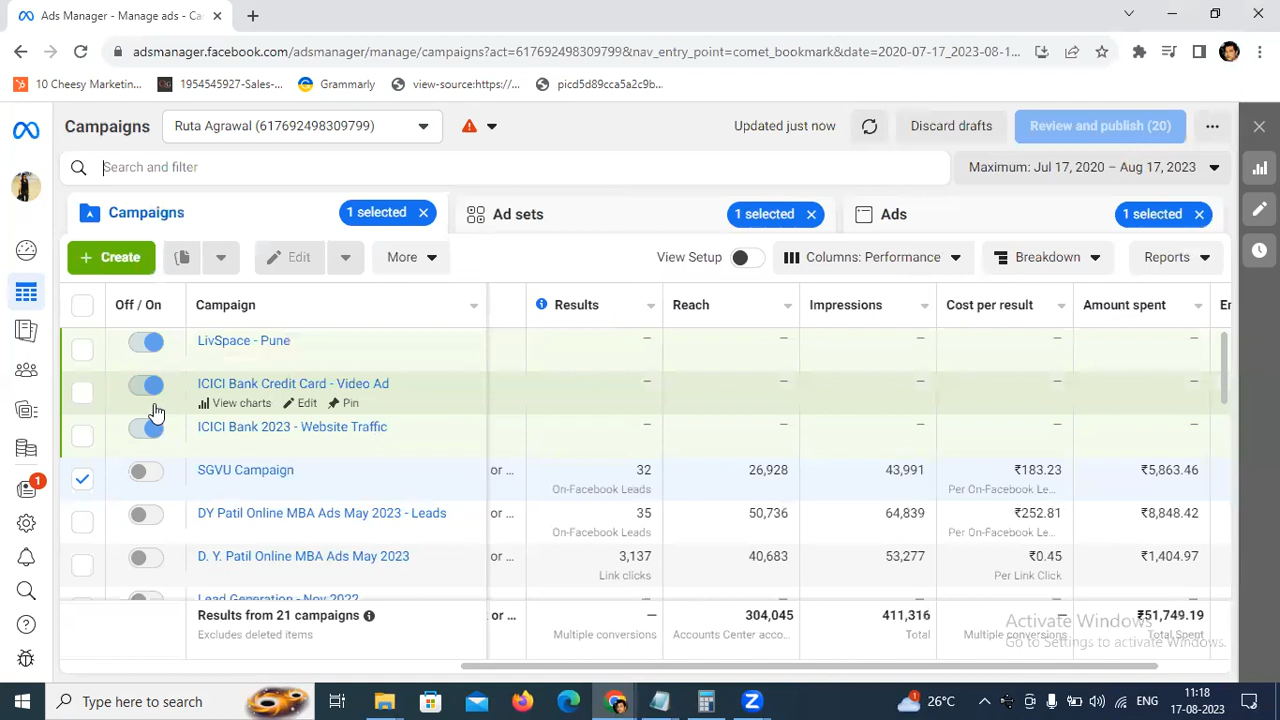 Ads Manager - Manage ads - Ca
adsmanager.facebook.com/adsmanager/manage/campaigns?act=617692498309799&nav_entry_point=comet_bookmark&date=2020-07-17_2023-08-1...
10 Cheesy Marketin... 1954545927-Sales-... Grammarly view-source:https://... picd5d89cca5a2c9b...
Campaigns Ruta Agrawal (617692498309799) Updated just now Discard drafts Review and publish (20)
Search and filter Maximum: Jul 17, 2020 – Aug 17, 2023
Campaigns 1 selected Ad sets 1 selected Ads 1 selected
+ Create Edit More View Setup Columns: Performance Breakdown Reports
Off / On Campaign Results Reach Impressions Cost per result Amount spent
LivSpace - Pune — — — — —
ICICI Bank Credit Card - Video Ad — — — — —
View charts Edit Pin
ICICI Bank 2023 - Website Traffic — — — — —
SGVU Campaign or ... 32 26,928 43,991 ₹183.23 ₹5,863.46
On-Facebook Leads Per On-Facebook Le...
DY Patil Online MBA Ads May 2023 - Leads or ... 35 50,736 64,839 ₹252.81 ₹8,848.42
On-Facebook Leads Per On-Facebook Le...
D. Y. Patil Online MBA Ads May 2023 or ... 3,137 40,683 53,277 ₹0.45 ₹1,404.97
Link clicks Per Link Click
Lead Generation - Nov 2022
Results from 21 campaigns or ... — 304,045 411,316 — ₹51,749.19
Excludes deleted items Multiple conversions Accounts Center acco... Total Multiple conversions Total Spent
Activate Windows
Go to Settings to activate Windows.
1
Type here to search 1 26°C ENG 11:18
17-08-2023